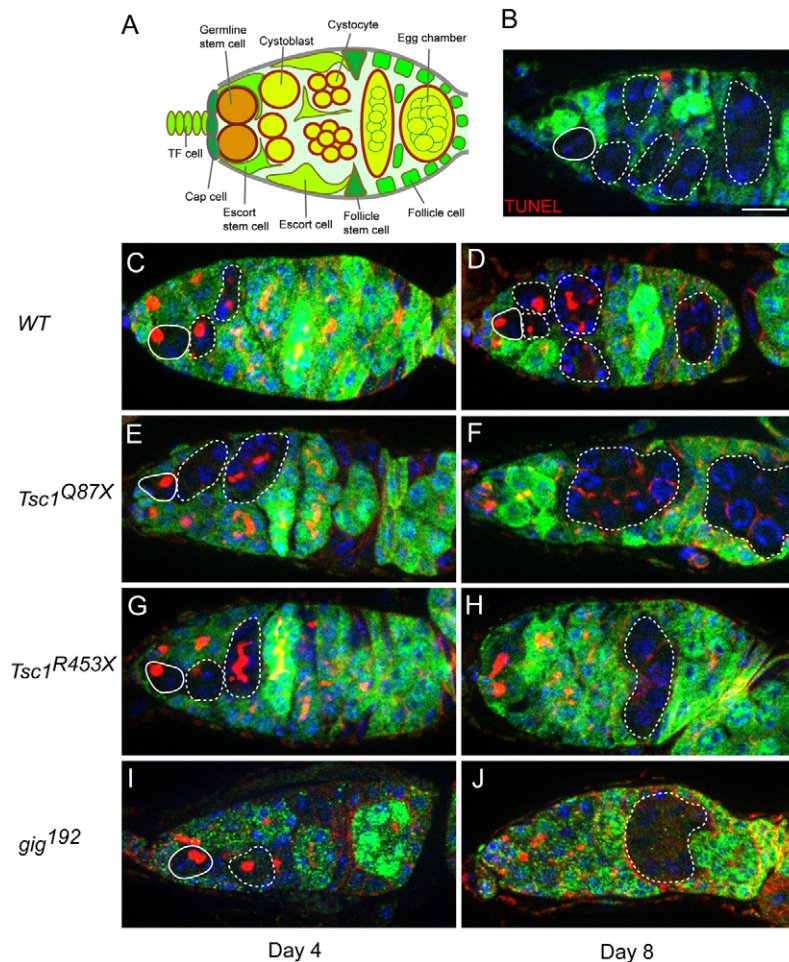 A
Germline
stem cell
Cystoblast
Cystocyte
Egg chamber
TF cell
Cap cell
Escort
stem cell
Escort cell
Follicle
stem cell
Follicle cell
B
TUNEL
WT
C
D
Tsc1Q87X
E
F
Tsc1R453X
G
H
gig192
I
J
Day 4
Day 8